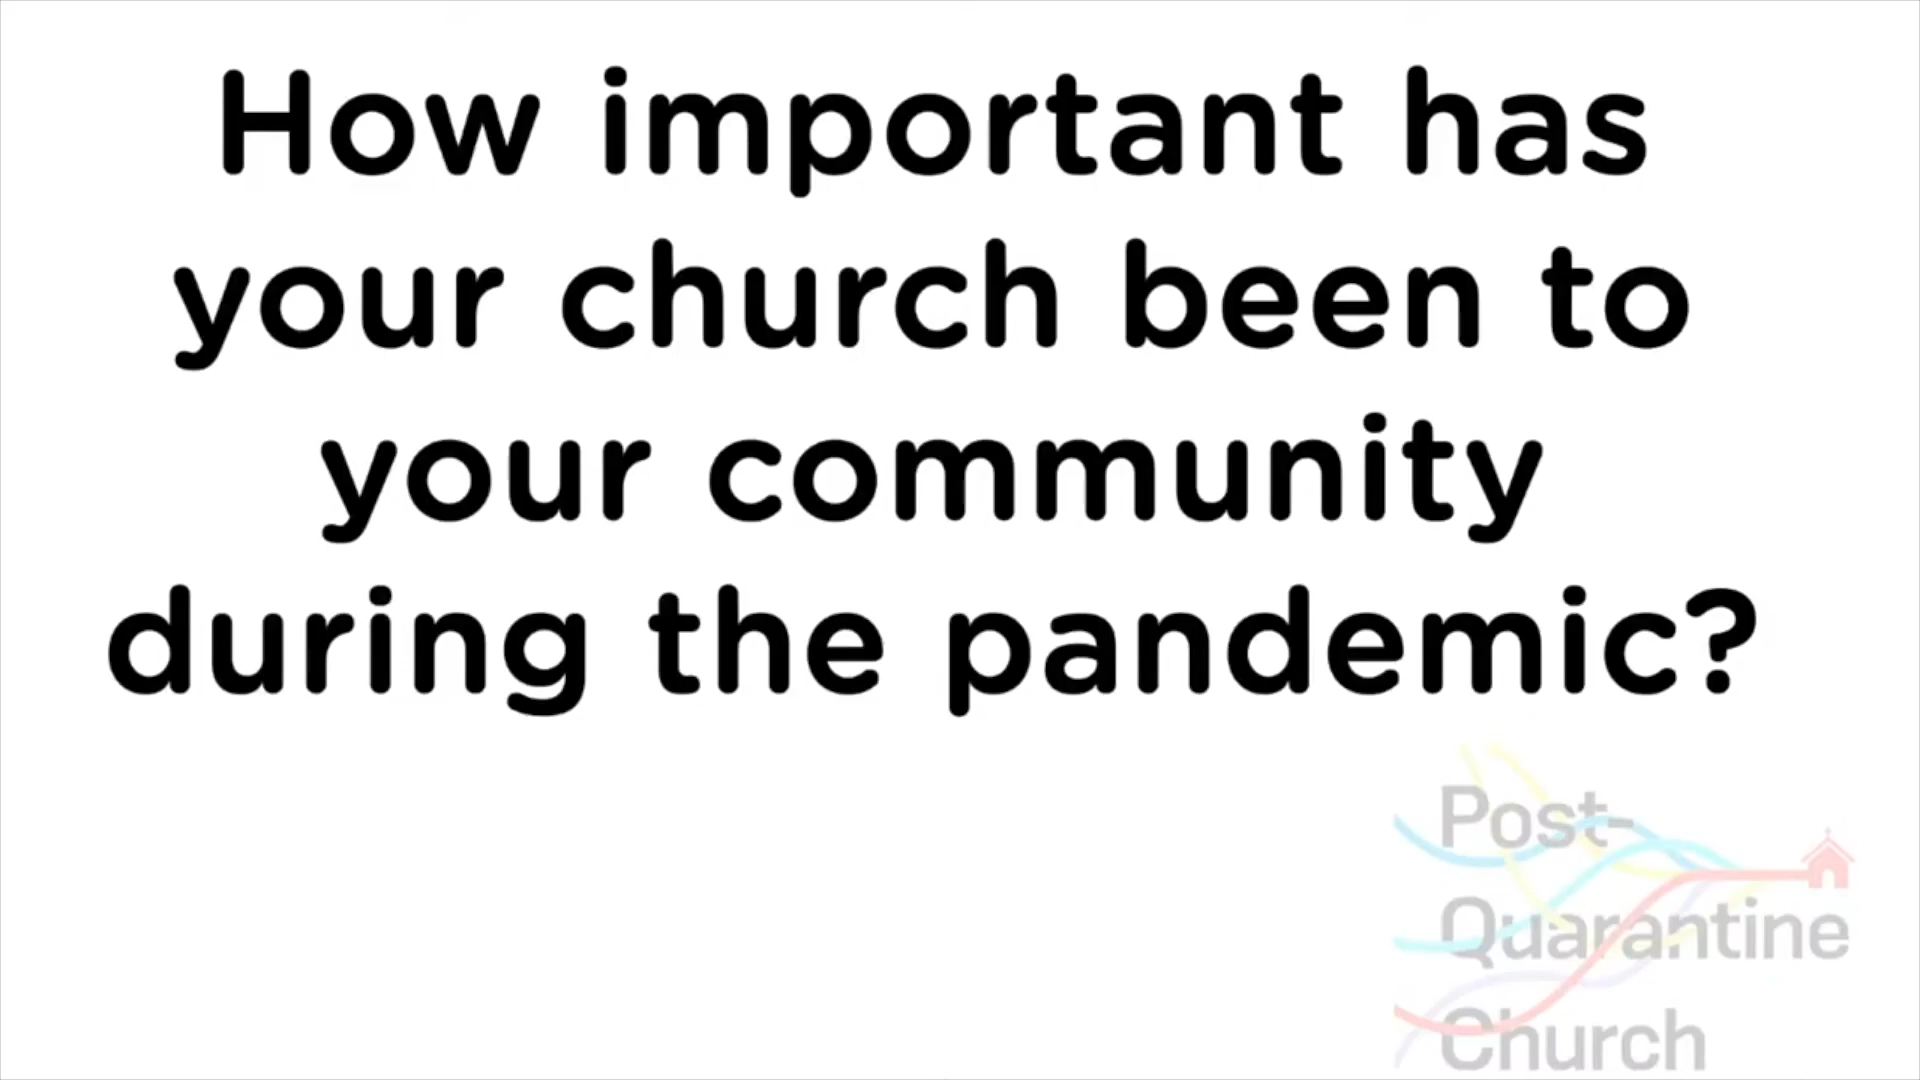 How important has
your church been to
your community
during the pandemic?
Post-
Quarantine
Church